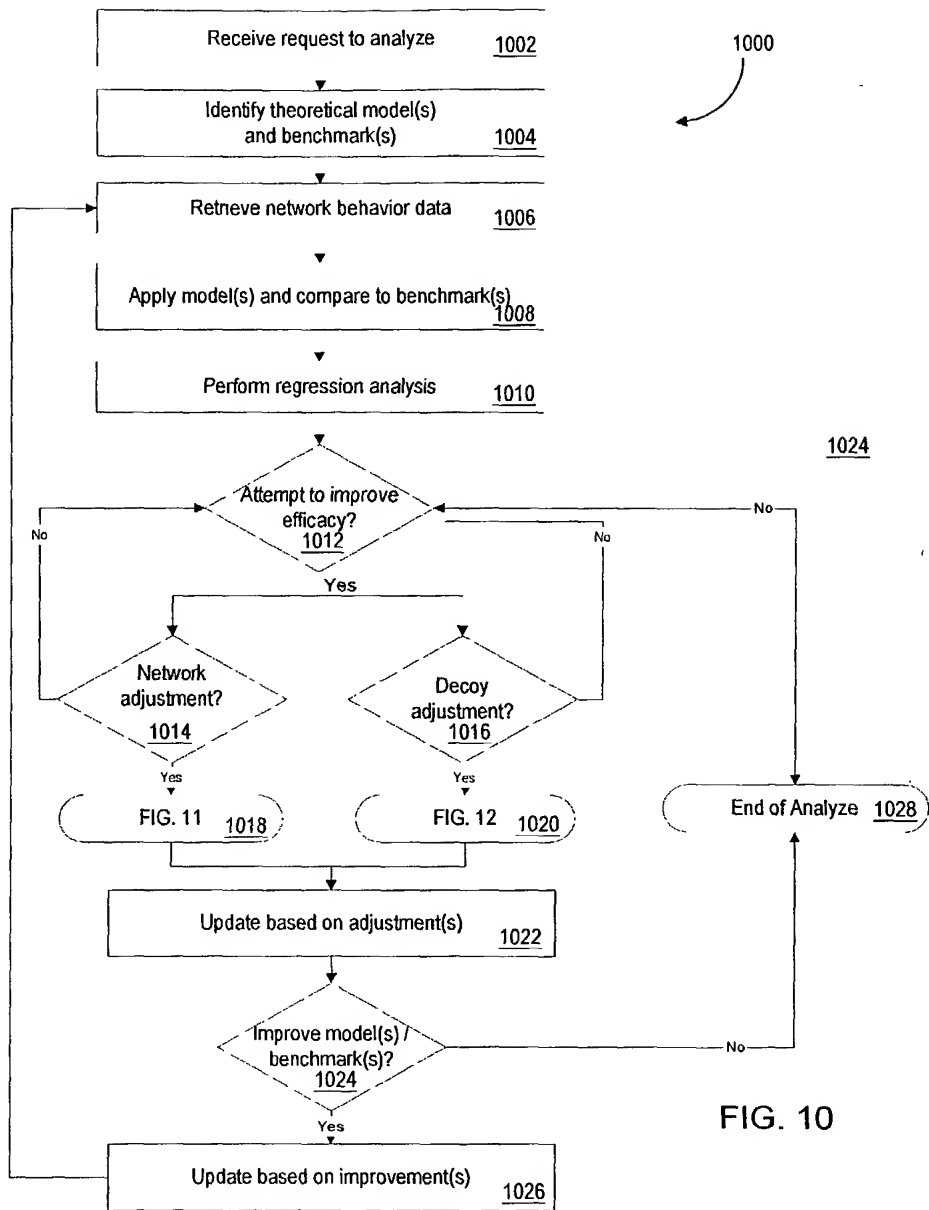 Receive request to analyze
1002
1000
Identify theoretical model(s)
and benchmark(s)
1004
Retrieve network behavior data
1006
Apply model(s) and compare to benchmark(s)
1008
Perform regression analysis
1010
1024
Attempt to improve
efficacy?
1012
No
No
No
Yes
Network
adjustment?
1014
Decoy
adjustment?
1016
Yes
Yes
FIG. 11
1018
FIG. 12
1020
End of Analyze
1028
Update based on adjustment(s)
1022
Improve model(s) /
benchmark(s)?
1024
No
Yes
FIG. 10
Update based on improvement(s)
1026